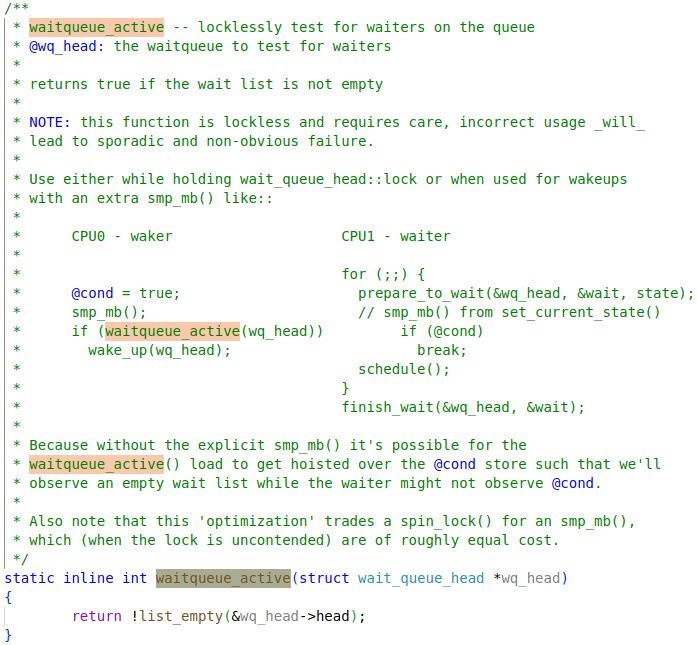 /**
 * waitqueue_active -- locklessly test for waiters on the queue
 * @wq_head: the waitqueue to test for waiters
 *
 * returns true if the wait list is not empty
 *
 * NOTE: this function is lockless and requires care, incorrect usage _will_
 * lead to sporadic and non-obvious failure.
 *
 * Use either while holding wait_queue_head::lock or when used for wakeups
 * with an extra smp_mb() like::
 *
 *      CPU0 - waker                    CPU1 - waiter
 *
 *                                      for (;;) {
 *      @cond = true;                     prepare_to_wait(&wq_head, &wait, state);
 *      smp_mb();                         // smp_mb() from set_current_state()
 *      if (waitqueue_active(wq_head))         if (@cond)
 *        wake_up(wq_head);                      break;
 *                                        schedule();
 *                                      }
 *                                      finish_wait(&wq_head, &wait);
 *
 * Because without the explicit smp_mb() it's possible for the
 * waitqueue_active() load to get hoisted over the @cond store such that we'll
 * observe an empty wait list while the waiter might not observe @cond.
 *
 * Also note that this 'optimization' trades a spin_lock() for an smp_mb(),
 * which (when the lock is uncontended) are of roughly equal cost.
 */
static inline int waitqueue_active(struct wait_queue_head *wq_head)
{
        return !list_empty(&wq_head->head);
}